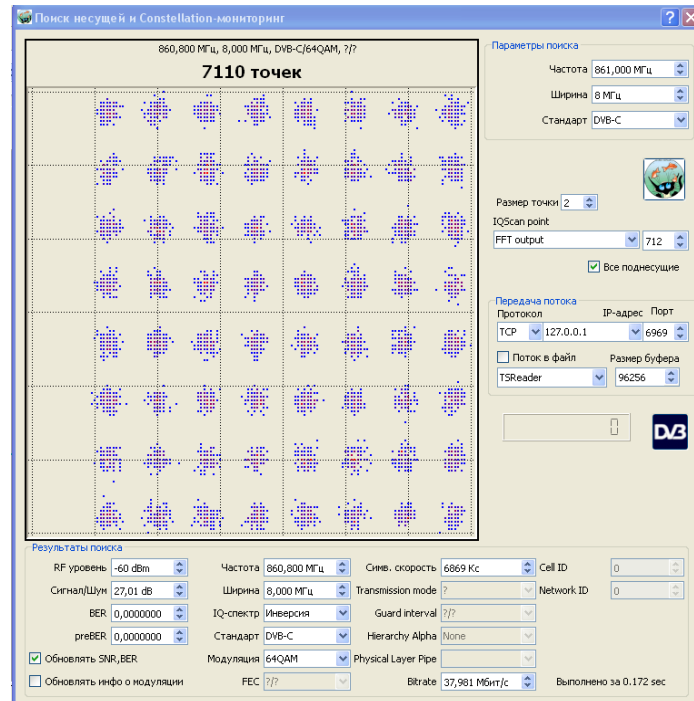 Поиск несущей и Constellation-мониторинг
860,800 МГц, 8,000 мГц, DVB-C/64QAM, ?/?
7110 точек
Параметры поиска
Частота 861,000 МГц
Ширина 8 МГц
Стандарт DVB-C
Размер точки 2
IQScan point
FFT output 712
Все поднесущие
Передача потока
Протокол IP-адрес Порт
TCP 127.0.0.1 6969
Поток в файл Размер буфера
TSReader 96256
0
DVB
Результаты поиска
RF уровень -60 dBm Частота 860,800 МГц Симв. скорость 6869 Кс Cell ID 0
Сигнал/Шум 27,01 dB Ширина 8,000 МГц Transmission mode ? Network ID 0
BER 0,0000000 IQ-спектр Инверсия Guard interval ?/?
preBER 0,0000000 Стандарт DVB-C Hierarchy Alpha None
Обновлять SNR,BER Модуляция 64QAM Physical Layer Pipe
Обновлять инфо о модуляции FEC ?/? Bitrate 37,981 Мбит/с Выполнено за 0.172 sec